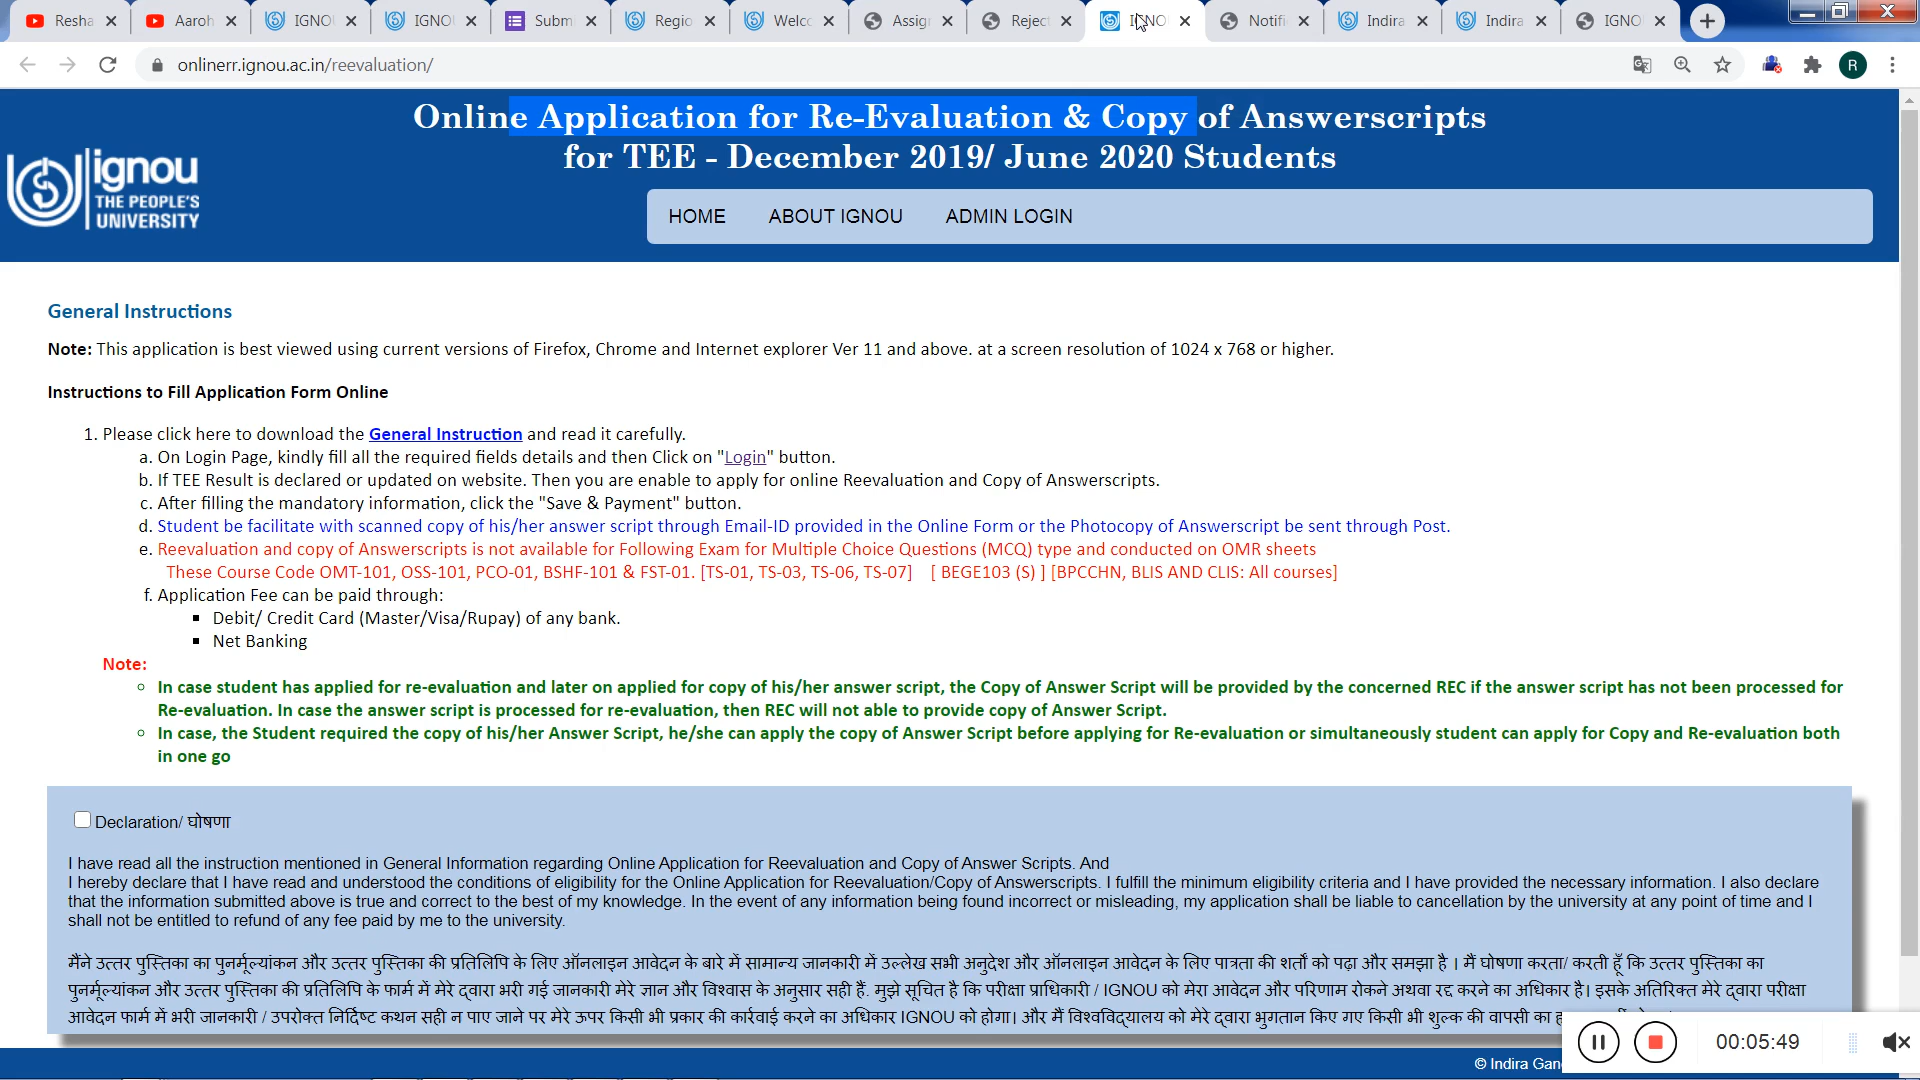 Resha
Aaroh
IGNOU
IGNOU
Subm
Regio
Welco
Assig
Reject
IGNO
Notifi
Indira
Indira
IGNO
onlinerr.ignou.ac.in/reevaluation/
R
Online Application for Re-Evaluation & Copy of Answerscripts
for TEE - December 2019/ June 2020 Students
ignou
THE PEOPLE'S
UNIVERSITY
HOME ABOUT IGNOU ADMIN LOGIN
General Instructions
Note: This application is best viewed using current versions of Firefox, Chrome and Internet explorer Ver 11 and above. at a screen resolution of 1024 x 768 or higher.
Instructions to Fill Application Form Online
1. Please click here to download the General Instruction and read it carefully.
a. On Login Page, kindly fill all the required fields details and then Click on "Login" button.
b. If TEE Result is declared or updated on website. Then you are enable to apply for online Reevaluation and Copy of Answerscripts.
c. After filling the mandatory information, click the "Save & Payment" button.
d. Student be facilitate with scanned copy of his/her answer script through Email-ID provided in the Online Form or the Photocopy of Answerscript be sent through Post.
e. Reevaluation and copy of Answerscripts is not available for Following Exam for Multiple Choice Questions (MCQ) type and conducted on OMR sheets
These Course Code OMT-101, OSS-101, PCO-01, BSHF-101 & FST-01. [TS-01, TS-03, TS-06, TS-07] [ BEGE103 (S) ] [BPCCHN, BLIS AND CLIS: All courses]
f. Application Fee can be paid through:
Debit/ Credit Card (Master/Visa/Rupay) of any bank.
Net Banking
Note:
In case student has applied for re-evaluation and later on applied for copy of his/her answer script, the Copy of Answer Script will be provided by the concerned REC if the answer script has not been processed for
Re-evaluation. In case the answer script is processed for re-evaluation, then REC will not able to provide copy of Answer Script.
In case, the Student required the copy of his/her Answer Script, he/she can apply the copy of Answer Script before applying for Re-evaluation or simultaneously student can apply for Copy and Re-evaluation both
in one go
Declaration/ घोषणा
I have read all the instruction mentioned in General Information regarding Online Application for Reevaluation and Copy of Answer Scripts. And
I hereby declare that I have read and understood the conditions of eligibility for the Online Application for Reevaluation/Copy of Answerscripts. I fulfill the minimum eligibility criteria and I have provided the necessary information. I also declare
that the information submitted above is true and correct to the best of my knowledge. In the event of any information being found incorrect or misleading, my application shall be liable to cancellation by the university at any point of time and I
shall not be entitled to refund of any fee paid by me to the university.
मैंने उत्तर पुस्तिका का पुनर्मूल्यांकन और उत्तर पुस्तिका की प्रतिलिपि के लिए ऑनलाइन आवेदन के बारे में सामान्य जानकारी में उल्लेख सभी अनुदेश और ऑनलाइन आवेदन के लिए पात्रता की शर्तों को पढ़ा और समझा है । मैं घोषणा करता/ करती हूँ कि उत्तर पुस्तिका का
पुनर्मूल्यांकन और उत्तर पुस्तिका की प्रतिलिपि के फार्म में मेरे द्वारा भरी गई जानकारी मेरे ज्ञान और विश्वास के अनुसार सही हैं. मुझे सूचित है कि परीक्षा प्राधिकारी / IGNOU को मेरा आवेदन और परिणाम रोकने अथवा रद्द करने का अधिकार है। इसके अतिरिक्त मेरे द्वारा परीक्षा
आवेदन फार्म में भरी जानकारी / उपरोक्त निर्दिष्ट कथन सही न पाए जाने पर मेरे ऊपर किसी भी प्रकार की कार्रवाई करने का अधिकार IGNOU को होगा। और मैं विश्वविद्यालय को मेरे द्वारा भुगतान किए गए किसी भी शुल्क की वापसी का
© Indira Gan
00:05:49